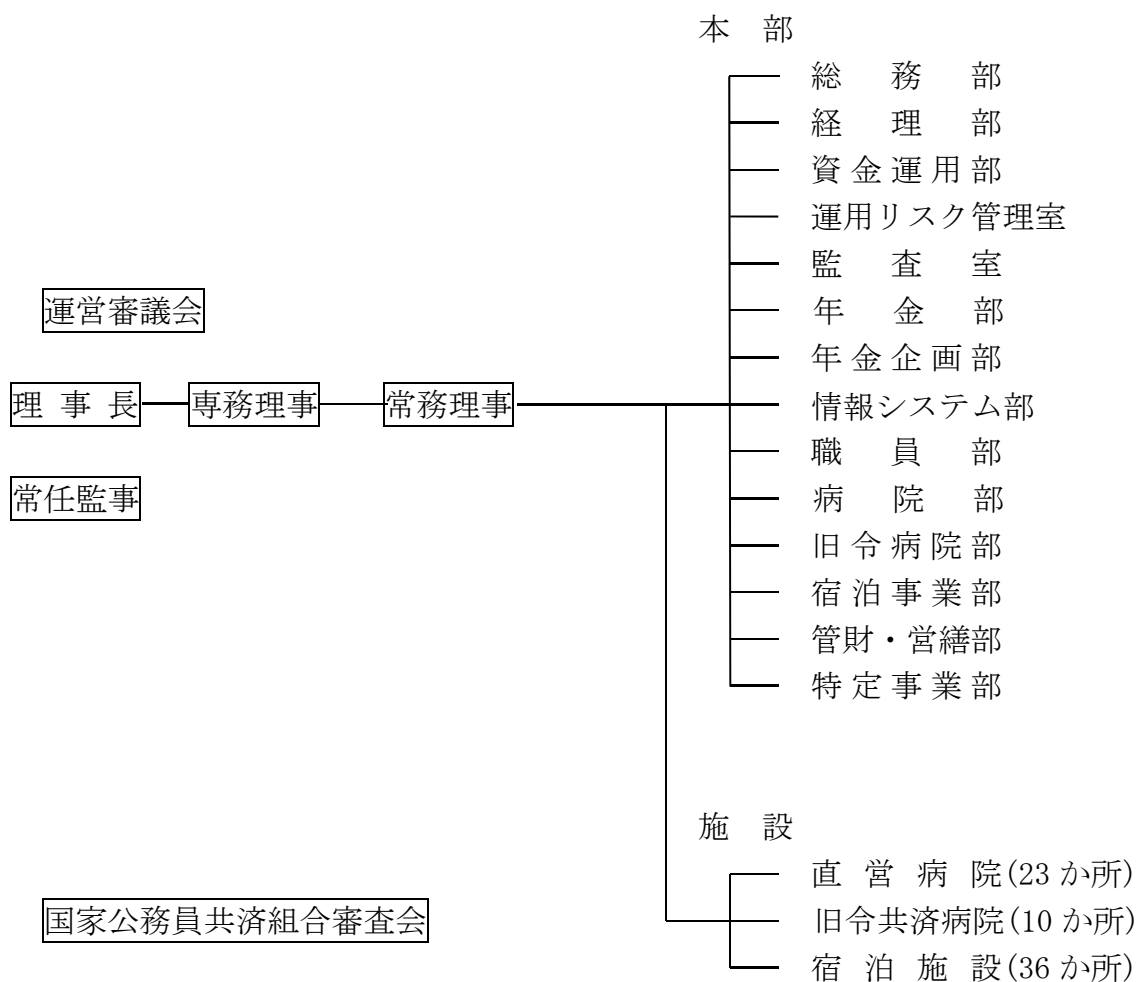 本部
総務部
経理部
資金運用部
運用リスク管理室
監査室
運営審議会
年金部
年金企画部
理事長
専務理事
常務理事
情報システム部
職員部
常任監事
病院部
旧令病院部
宿泊事業部
管財・営繕部
特定事業部
施設
直営病院(23か所)
国家公務員共済組合審査会
旧令共済病院(10か所)
宿泊施設(36か所)